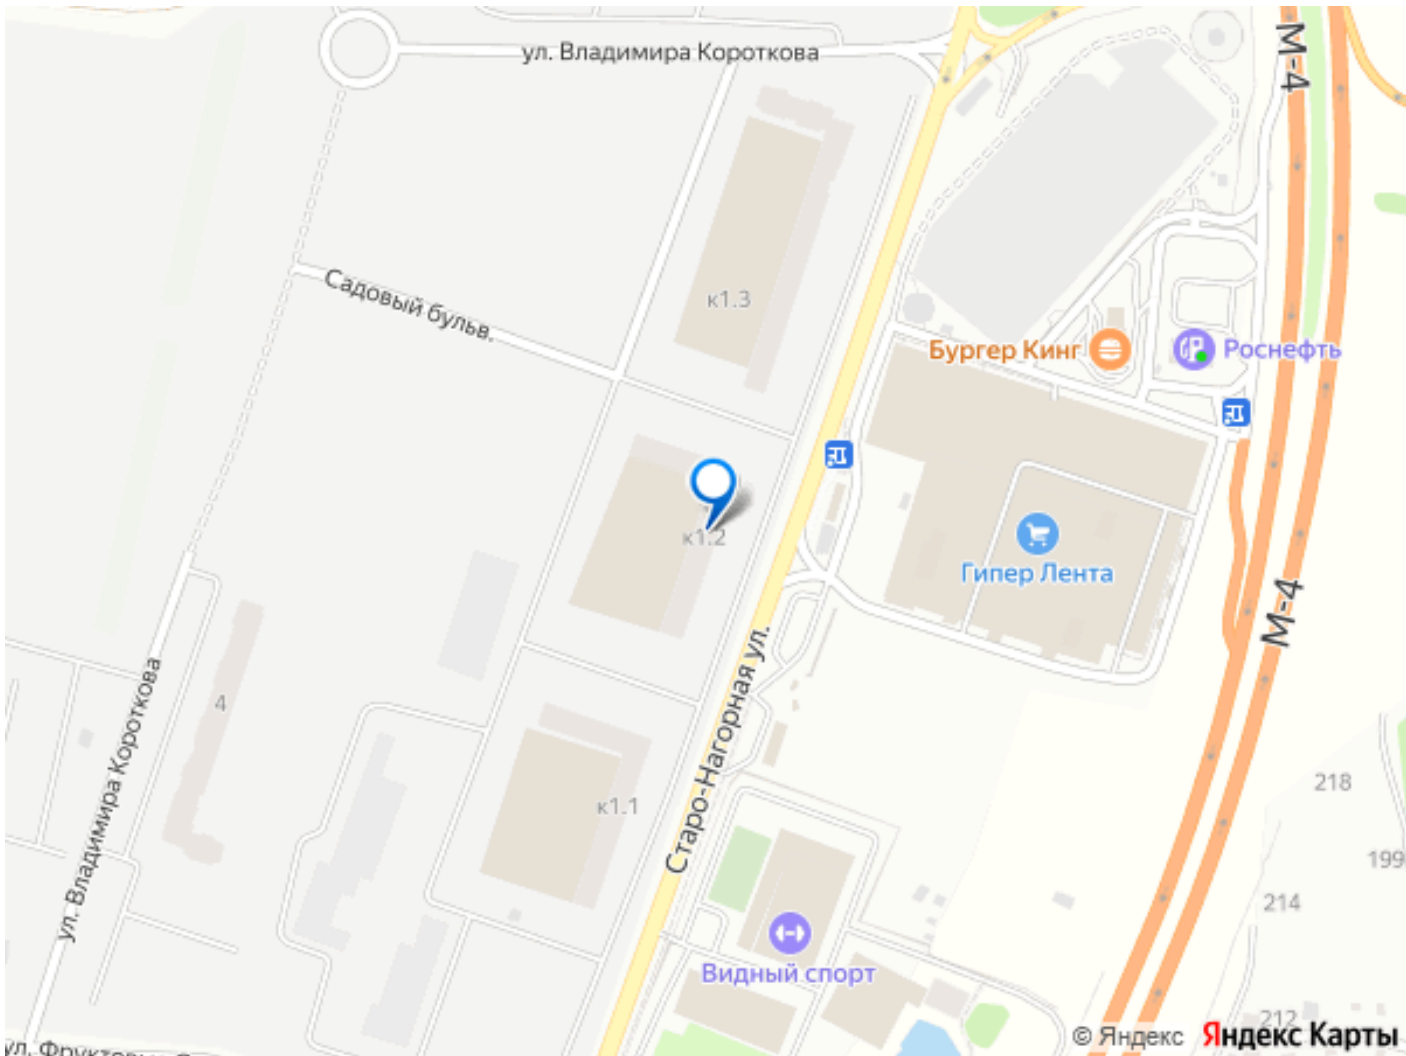 ул. Владимира Короткова
М-4
к1.3
Садовый бульв.
Бургер Кинг
Роснефть
к1.2
Гипер Лента
М-4
Старо-Нагорная ул.
4
ул. Владимира Короткова
к1.1
218
199
214
Видный спорт
212
© Яндекс
Яндекс Карты